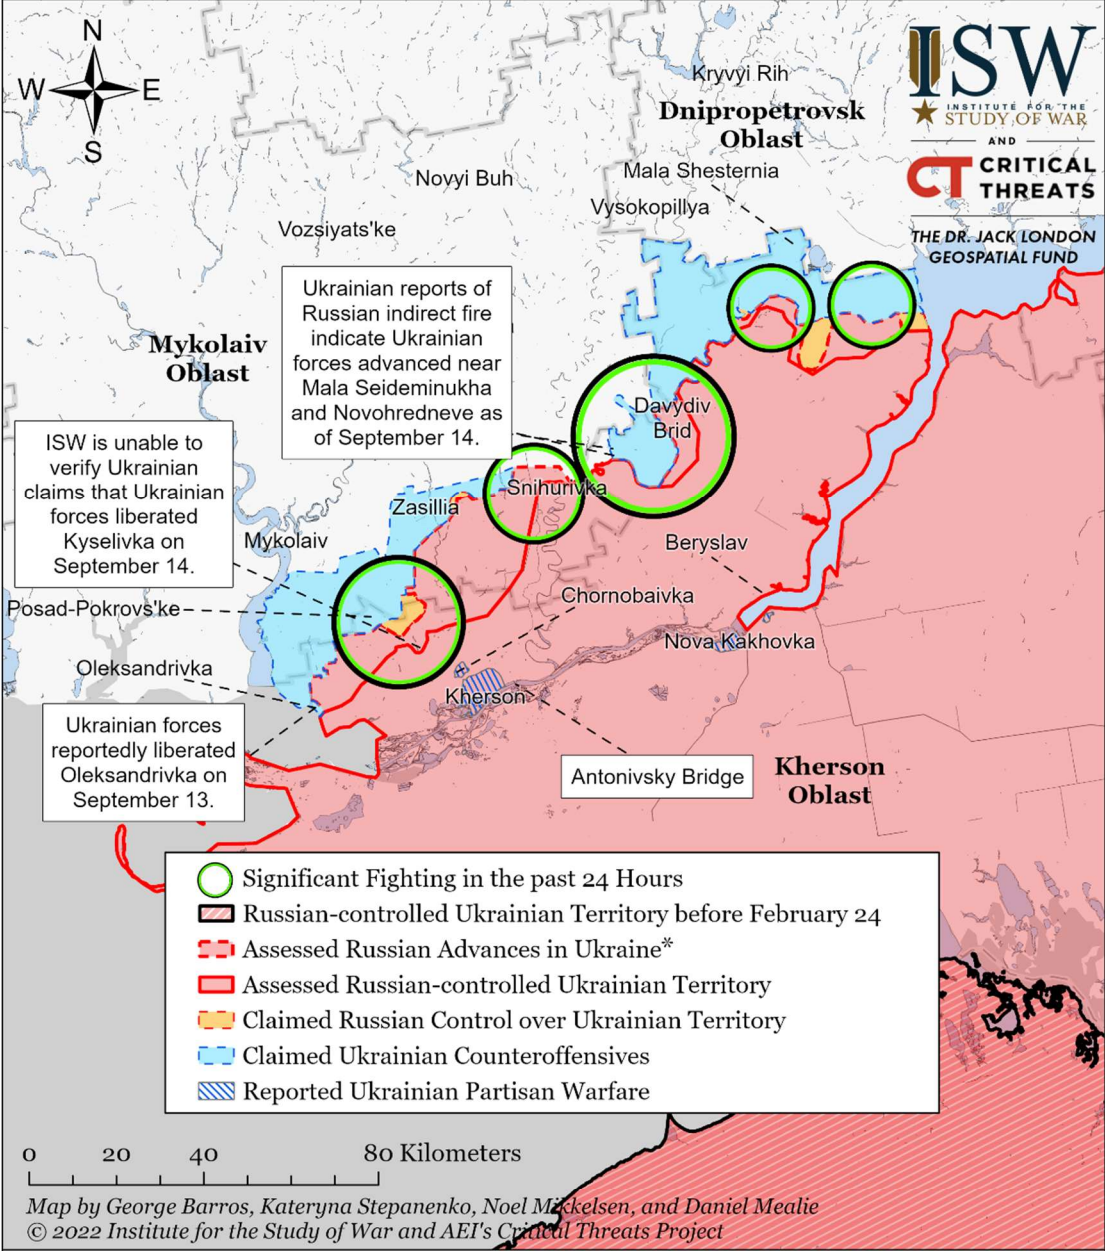 N
W E
S
ISW
INSTITUTE FOR THE
STUDY OF WAR
AND
CT CRITICAL
THREATS
THE DR. JACK LONDON
GEOSPATIAL FUND
Kryvyi Rih
Dnipropetrovsk
Oblast
Mala Shesternia
Novyi Buh
Vysokopillya
Vozsiyats'ke
Ukrainian reports of
Russian indirect fire
indicate Ukrainian
forces advanced near
Mala Seideminukha
and Novohredneve as
of September 14.
Mykolaiv
Oblast
Davydiv
Brid
ISW is unable to
verify Ukrainian
claims that Ukrainian
forces liberated
Kyselivka on
September 14.
Snihurivka
Zasillia
Mykolaiv
Beryslav
Chornobaivka
Posad-Pokrovs'ke
Nova Kakhovka
Oleksandrivka
Kherson
Ukrainian forces
reportedly liberated
Oleksandrivka on
September 13.
Antonivsky Bridge
Kherson
Oblast
Significant Fighting in the past 24 Hours
Russian-controlled Ukrainian Territory before February 24
Assessed Russian Advances in Ukraine*
Assessed Russian-controlled Ukrainian Territory
Claimed Russian Control over Ukrainian Territory
Claimed Ukrainian Counteroffensives
Reported Ukrainian Partisan Warfare
0 20 40 80 Kilometers
Map by George Barros, Kateryna Stepanenko, Noel Mikkelsen, and Daniel Mealie
© 2022 Institute for the Study of War and AEI's Critical Threats Project